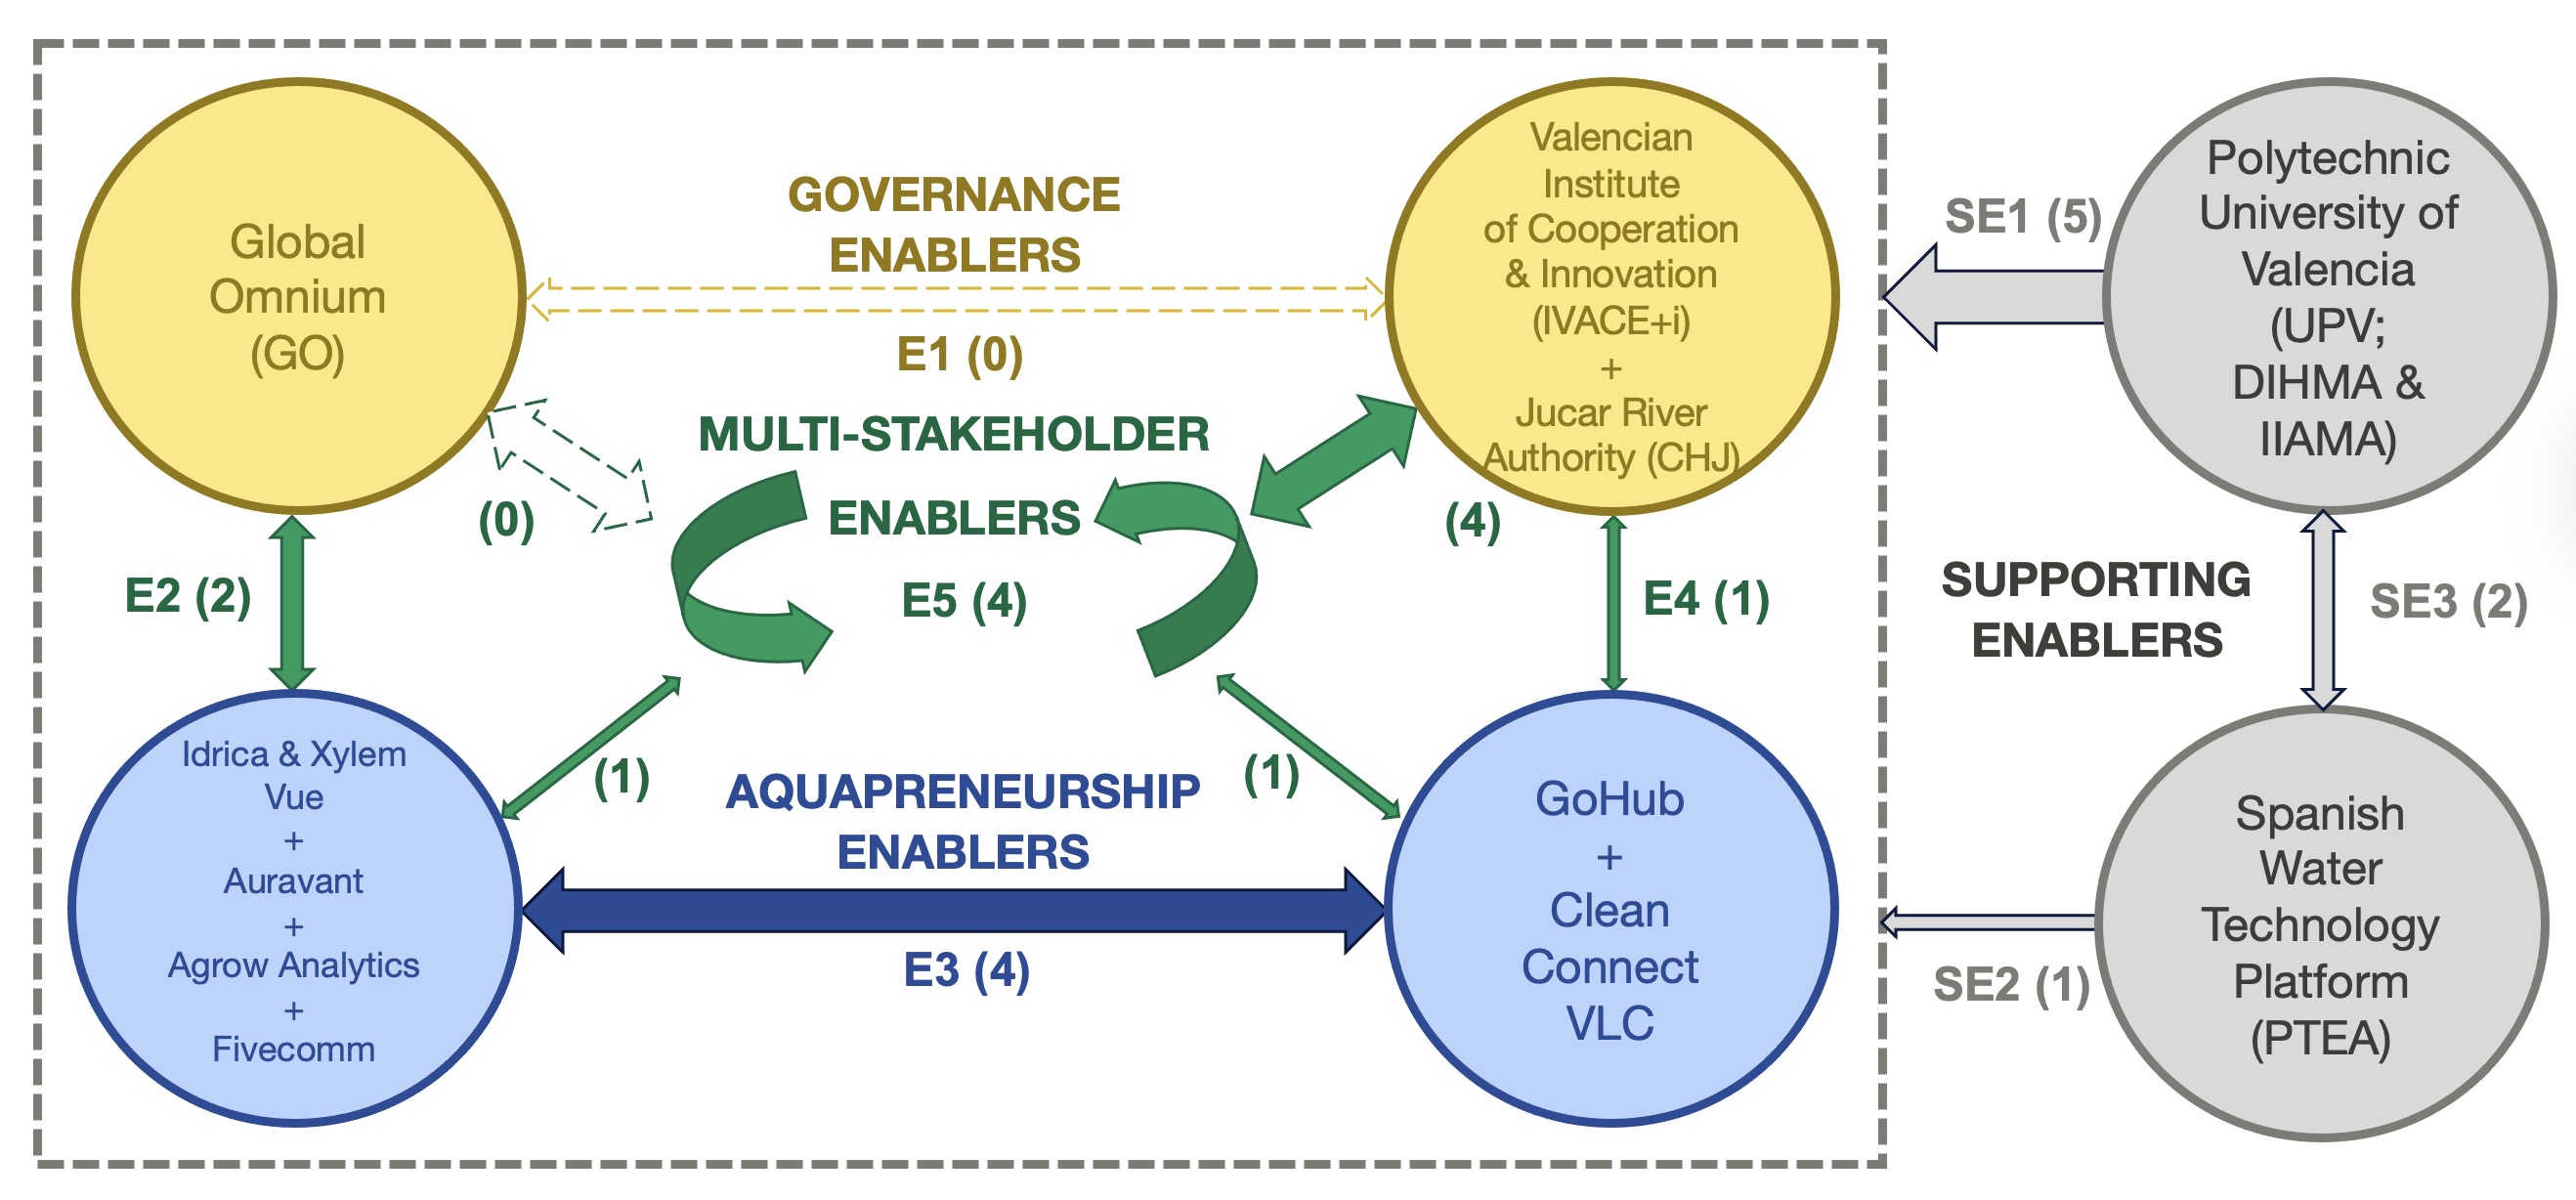 Global
Omnium
(GO)
GOVERNANCE
ENABLERS
E1 (0)
Valencian
Institute
of Cooperation
& Innovation
(IVACE+i)
+
Jucar River
Authority (CHJ)
SE1 (5)
Polytechnic
University of
Valencia
(UPV;
DIHMA &
IIAMA)
MULTI-STAKEHOLDER
ENABLERS
E5 (4)
(0)
(4)
E2 (2)
E4 (1)
SUPPORTING
ENABLERS
SE3 (2)
(1)
(1)
Idrica & Xylem
Vue
+
Auravant
+
Agrow Analytics
+
Fivecomm
AQUAPRENEURSHIP
ENABLERS
E3 (4)
GoHub
+
Clean
Connect
VLC
SE2 (1)
Spanish
Water
Technology
Platform
(PTEA)